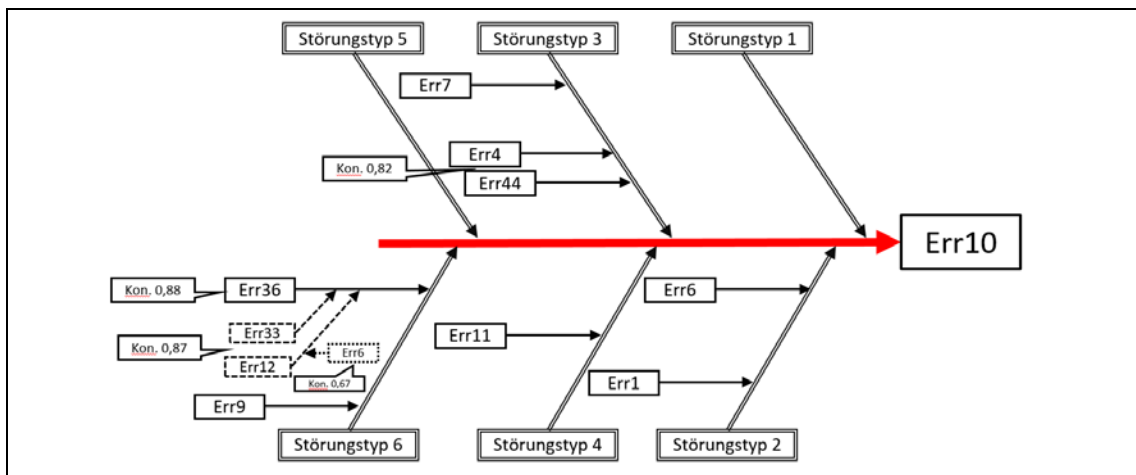 Störungstyp 5
Störungstyp 3
Störungstyp 1
Err7
Err4
Kon. 0,82
Err44
Err10
Kon. 0,88
Err36
Err6
Err33
Err11
Kon. 0,87
Err12
Err6
Kon. 0,67
Err1
Err9
Störungstyp 6
Störungstyp 4
Störungstyp 2